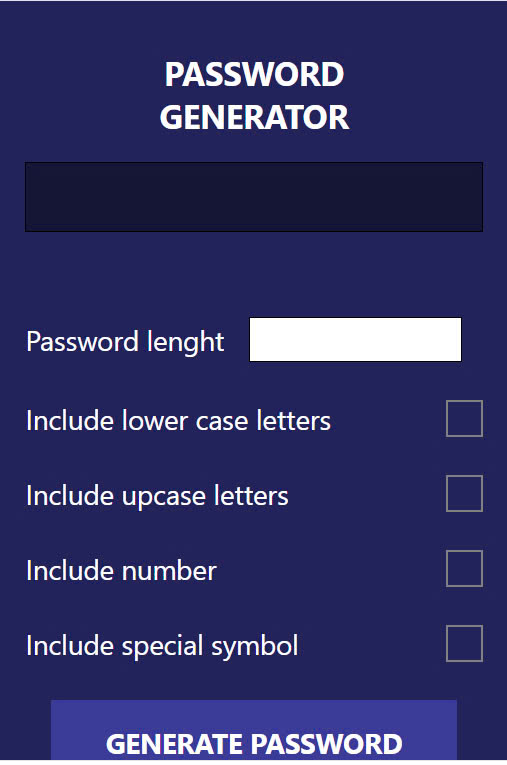 PASSWORD
GENERATOR
Password lenght
Include lower case letters
Include upcase letters
Include number
Include special symbol
GENERATE PASSWORD